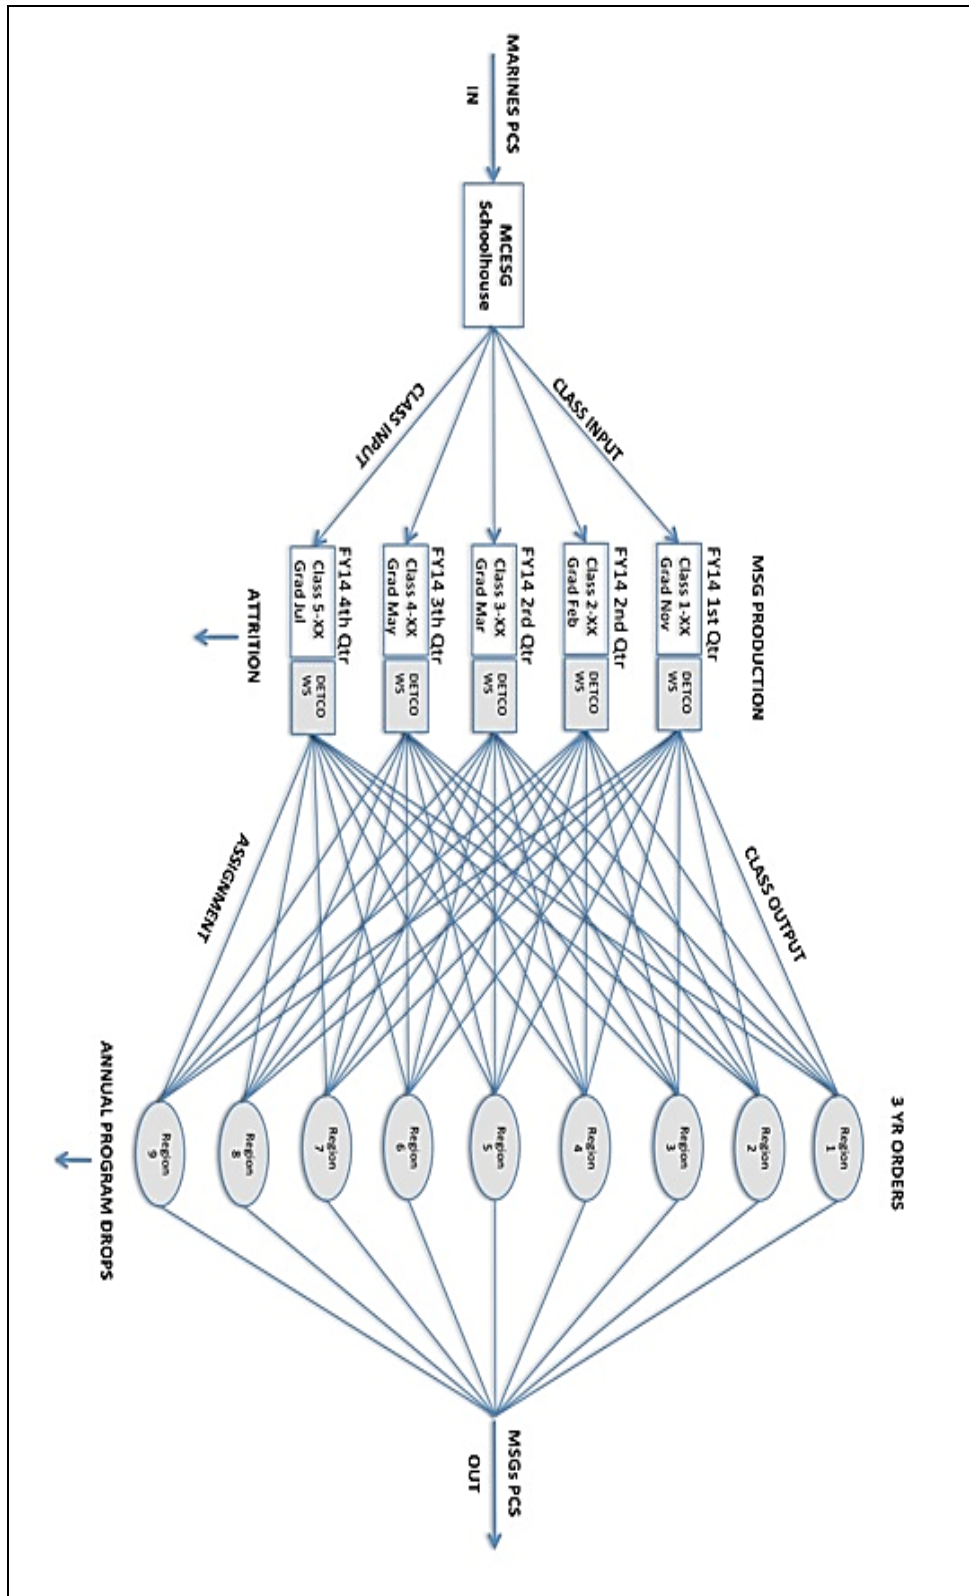 MARINES PCS
IN
MCESG
Schoolhouse
CLASS INPUT
CLASS INPUT
MSG PRODUCTION
FY14 1st Qtr
Class 1-XX
Grad Nov
DETCO
WS
FY14 2nd Qtr
Class 2-XX
Grad Feb
DETCO
WS
FY14 2rd Qtr
Class 3-XX
Grad Mar
DETCO
WS
FY14 3th Qtr
Class 4-XX
Grad May
DETCO
WS
FY14 4th Qtr
Class 5-XX
Grad Jul
DETCO
WS
ATTRITION
CLASS OUTPUT
ASSIGNMENT
3 YR ORDERS
Region
1
Region
2
Region
3
Region
4
Region
5
Region
6
Region
7
Region
8
Region
9
ANNUAL PROGRAM DROPS
MSGs PCS
OUT